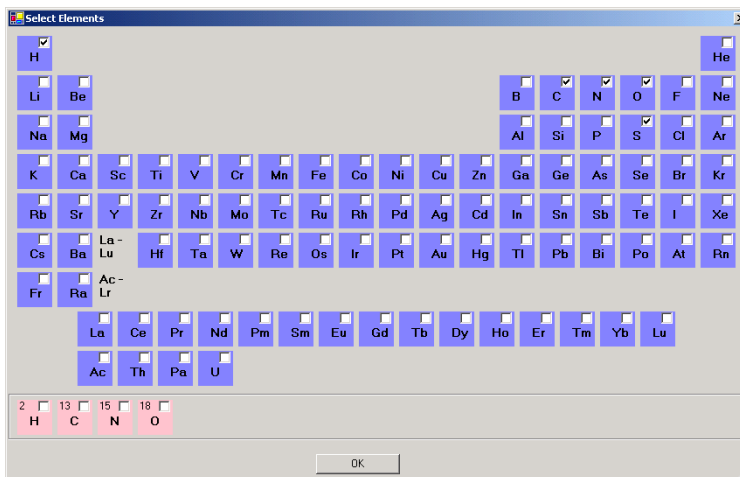 Select Elements
H He
Li Be B C N O F Ne
Na Mg Al Si P S Cl Ar
K Ca Sc Ti V Cr Mn Fe Co Ni Cu Zn Ga Ge As Se Br Kr
Rb Sr Y Zr Nb Mo Tc Ru Rh Pd Ag Cd In Sn Sb Te I Xe
La -
Cs Ba Lu Hf Ta W Re Os Ir Pt Au Hg Tl Pb Bi Po At Rn
Ac -
Fr Ra Lr
La Ce Pr Nd Pm Sm Eu Gd Tb Dy Ho Er Tm Yb Lu
Ac Th Pa U
2 13 15 18
H C N O
OK